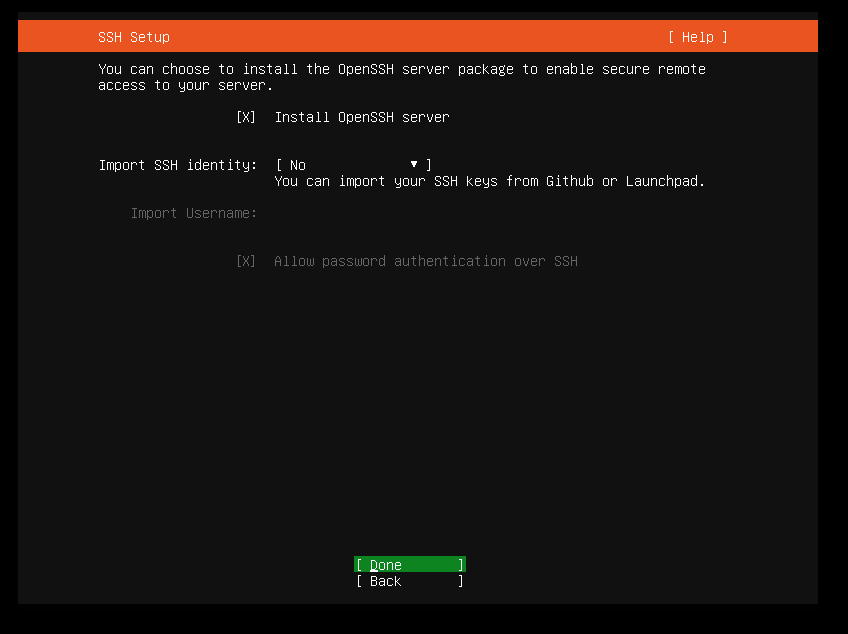 SSH Setup [ Help ]
You can choose to install the OpenSSH server package to enable secure remote
access to your server.
[X] Install OpenSSH server
Import SSH identity: [ No ▼ ]
You can import your SSH keys from Github or Launchpad.
Import Username:
[X] Allow password authentication over SSH
[ Done ]
[ Back ]